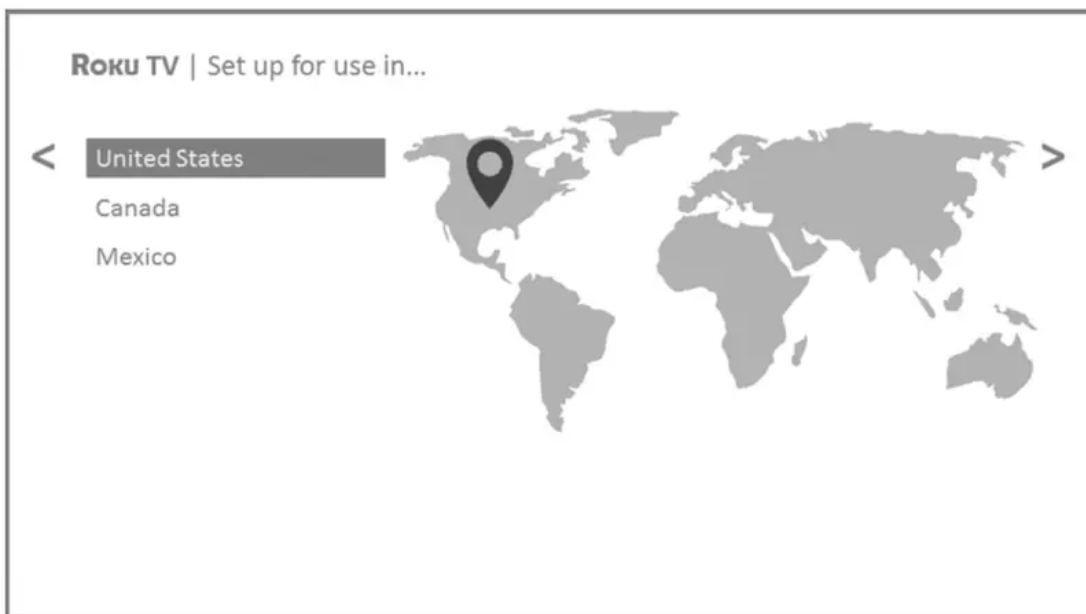 Roku TV | Set up for use in...
< United States >
Canada
Mexico